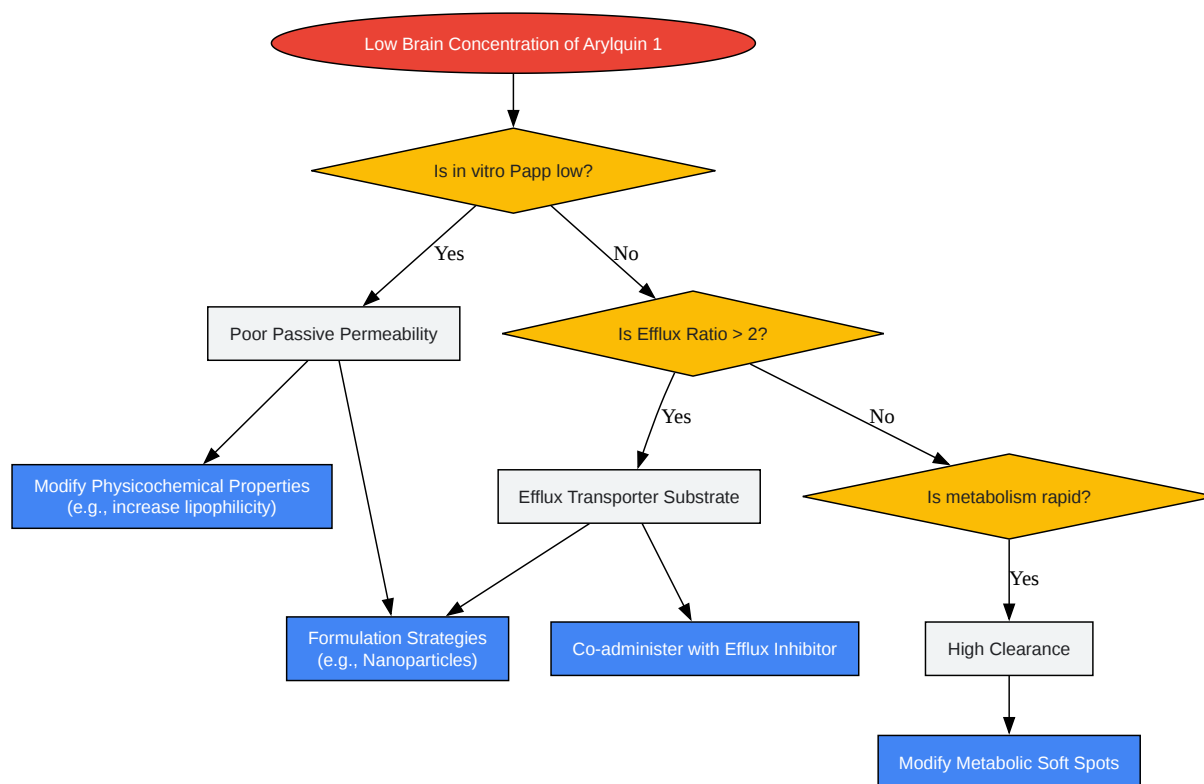 Low Brain Concentration of Arylquin 1
Is in vitro Papp low?
Yes
No
Poor Passive Permeability
Is Efflux Ratio > 2?
Yes
No
Modify Physicochemical Properties
(e.g., increase lipophilicity)
Efflux Transporter Substrate
Is metabolism rapid?
Yes
Formulation Strategies
(e.g., Nanoparticles)
Co-administer with Efflux Inhibitor
High Clearance
Modify Metabolic Soft Spots